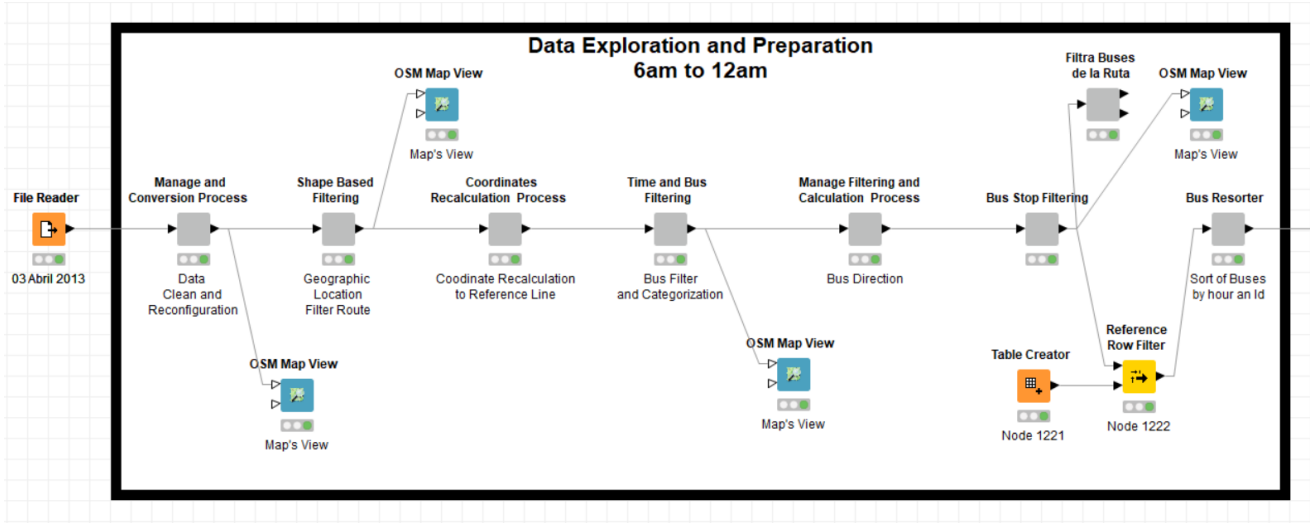 Data Exploration and Preparation
6am to 12am
OSM Map View
Map's View
Filtra Buses
de la Ruta
OSM Map View
Map's View
File Reader
03 Abril 2013
Manage and
Conversion Process
Data
Clean and
Reconfiguration
Shape Based
Filtering
Geographic
Location
Filter Route
Coordinates
Recalculation Process
Coodinate Recalculation
to Reference Line
Time and Bus
Filtering
Bus Filter
and Categorization
Manage Filtering and
Calculation Process
Bus Direction
Bus Stop Filtering
Bus Resorter
Sort of Buses
by hour an Id
OSM Map View
Map's View
OSM Map View
Map's View
Table Creator
Node 1221
Reference
Row Filter
Node 1222